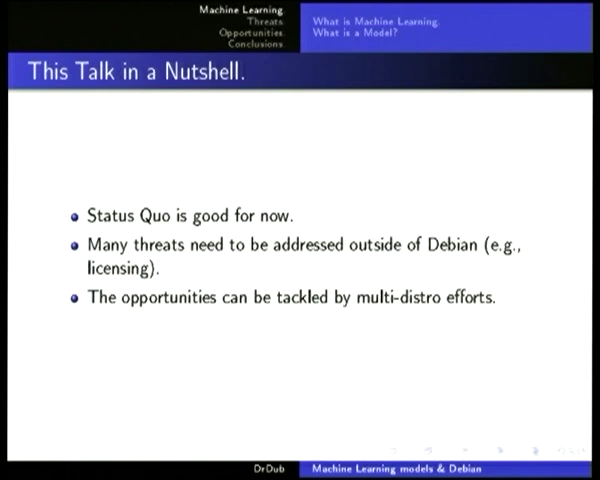 Machine Learning
Threats
Opportunities
Conclusions
What is Machine Learning
What is a Model?
This Talk in a Nutshell.
Status Quo is good for now.
Many threats need to be addressed outside of Debian (e.g.,
licensing).
The opportunities can be tackled by multi-distro efforts.
DrDub
Machine Learning models & Debian